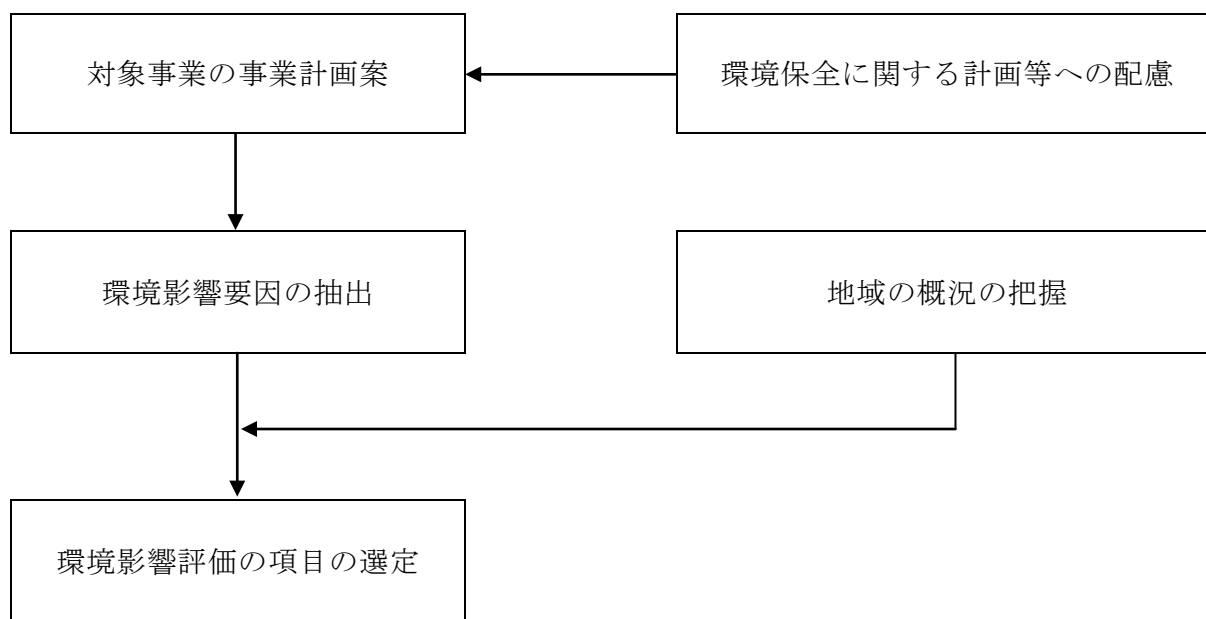 対象事業の事業計画案
環境保全に関する計画等への配慮
環境影響要因の抽出
地域の概況の把握
環境影響評価の項目の選定